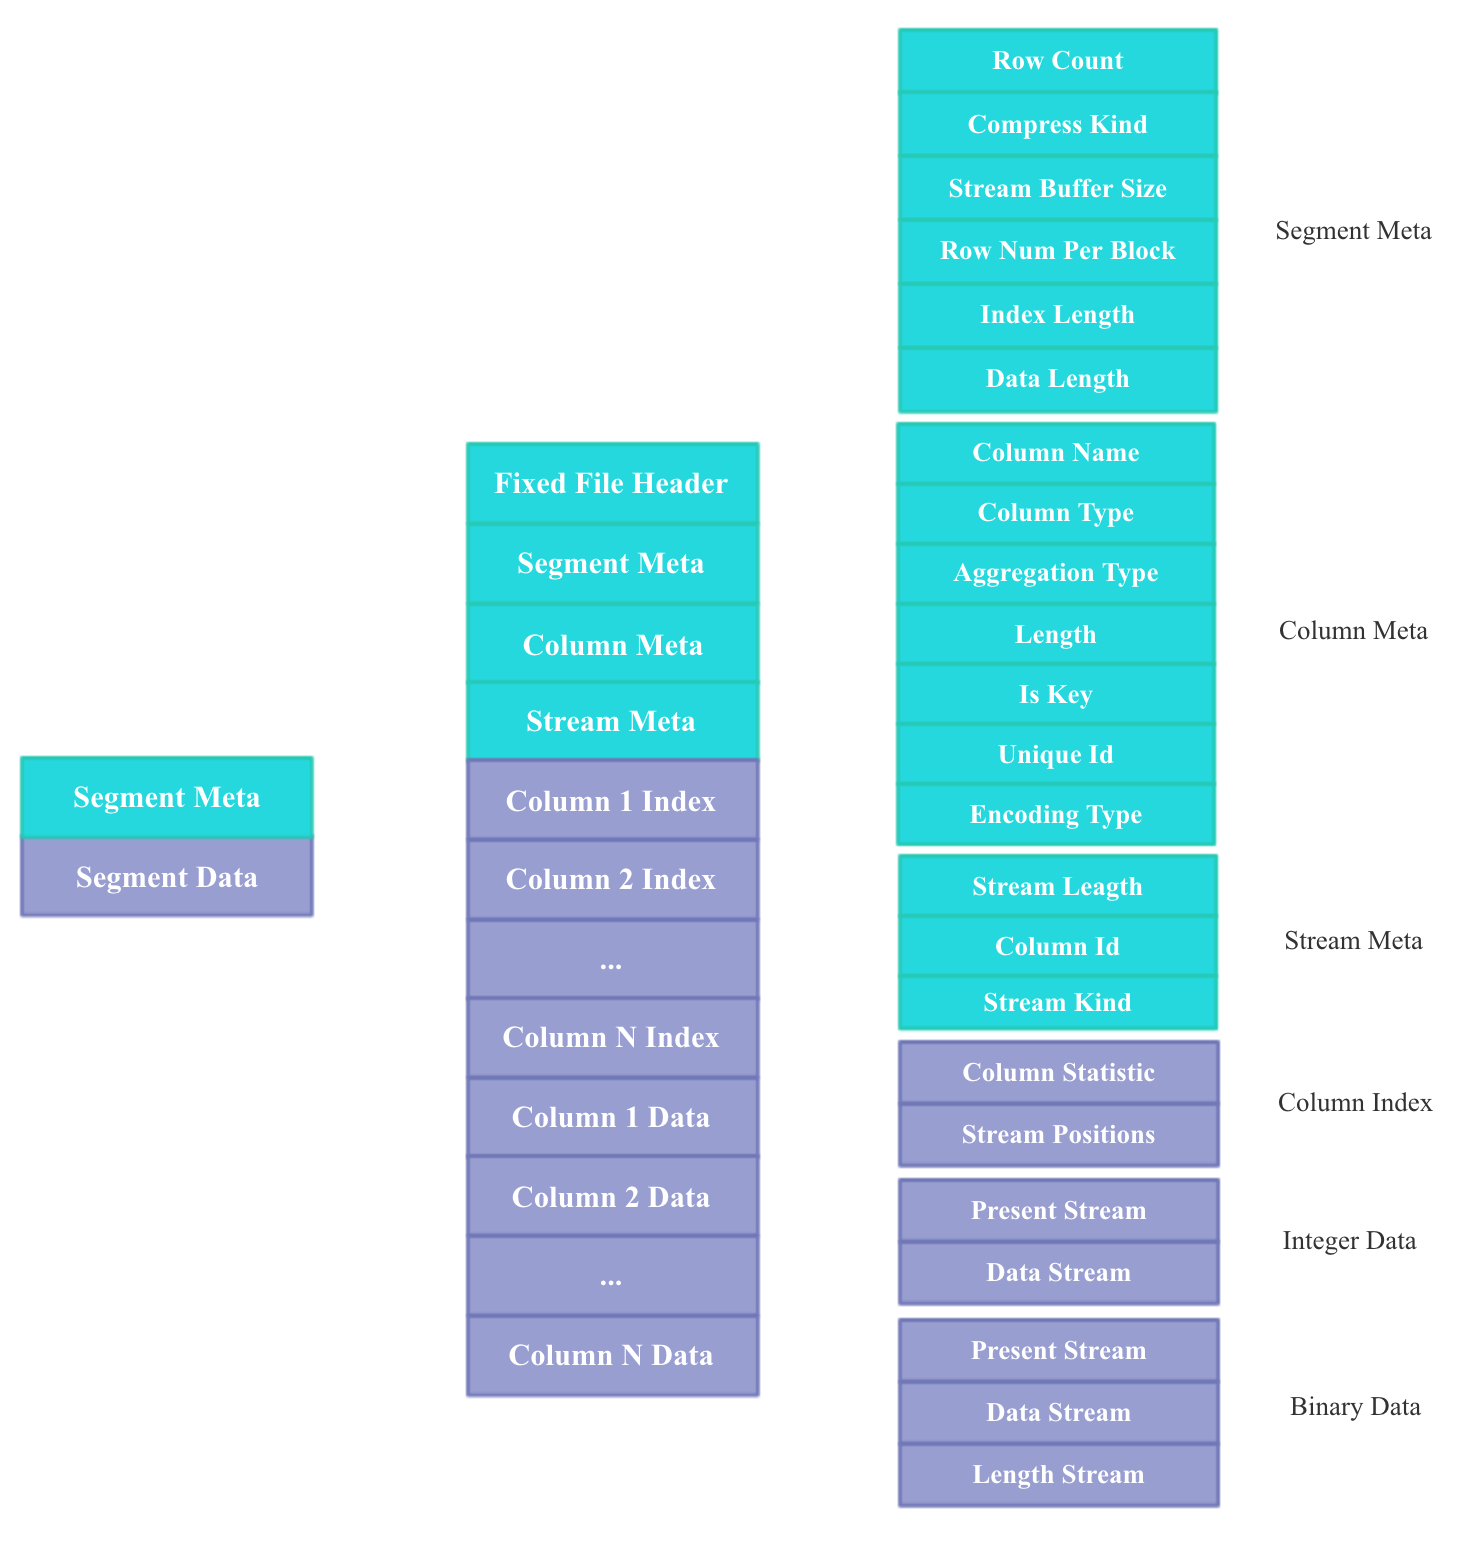 Segment Meta
Segment Data
Fixed File Header
Segment Meta
Column Meta
Stream Meta
Column 1 Index
Column 2 Index
...
Column N Index
Column 1 Data
Column 2 Data
...
Column N Data
Row Count
Compress Kind
Stream Buffer Size
Row Num Per Block
Index Length
Data Length
Segment Meta
Column Name
Column Type
Aggregation Type
Length
Is Key
Unique Id
Encoding Type
Column Meta
Stream Leagth
Column Id
Stream Kind
Stream Meta
Column Statistic
Stream Positions
Column Index
Present Stream
Data Stream
Integer Data
Present Stream
Data Stream
Length Stream
Binary Data